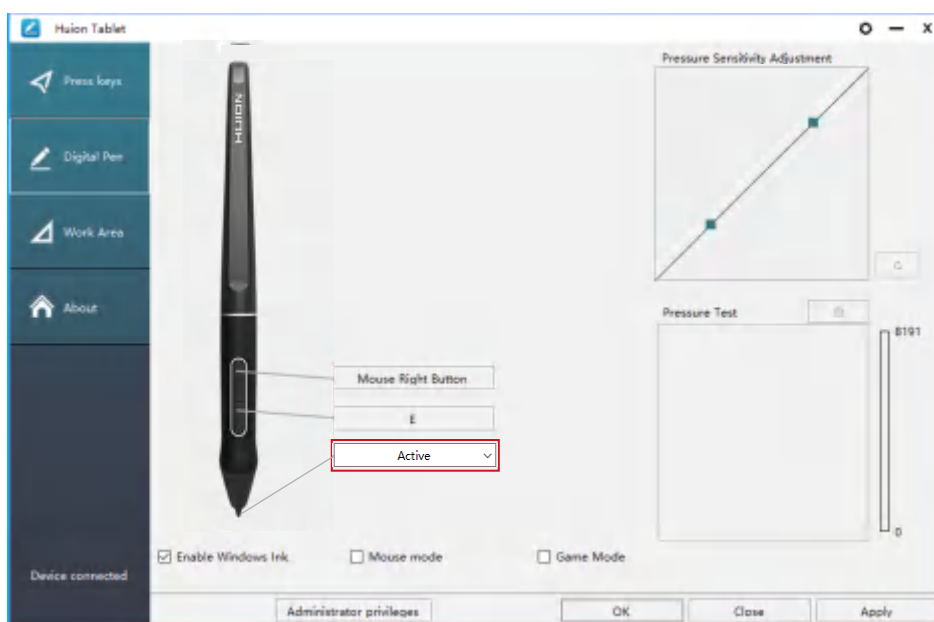 Huion Tablet
Press keys
Digital Pen
Work Area
About
Device connected
HUION
Mouse Right Button
E
Active
Enable Windows Ink
Mouse mode
Game Mode
Pressure Sensitivity Adjustment
Pressure Test
8191
0
Administrator privileges
OK
Close
Apply